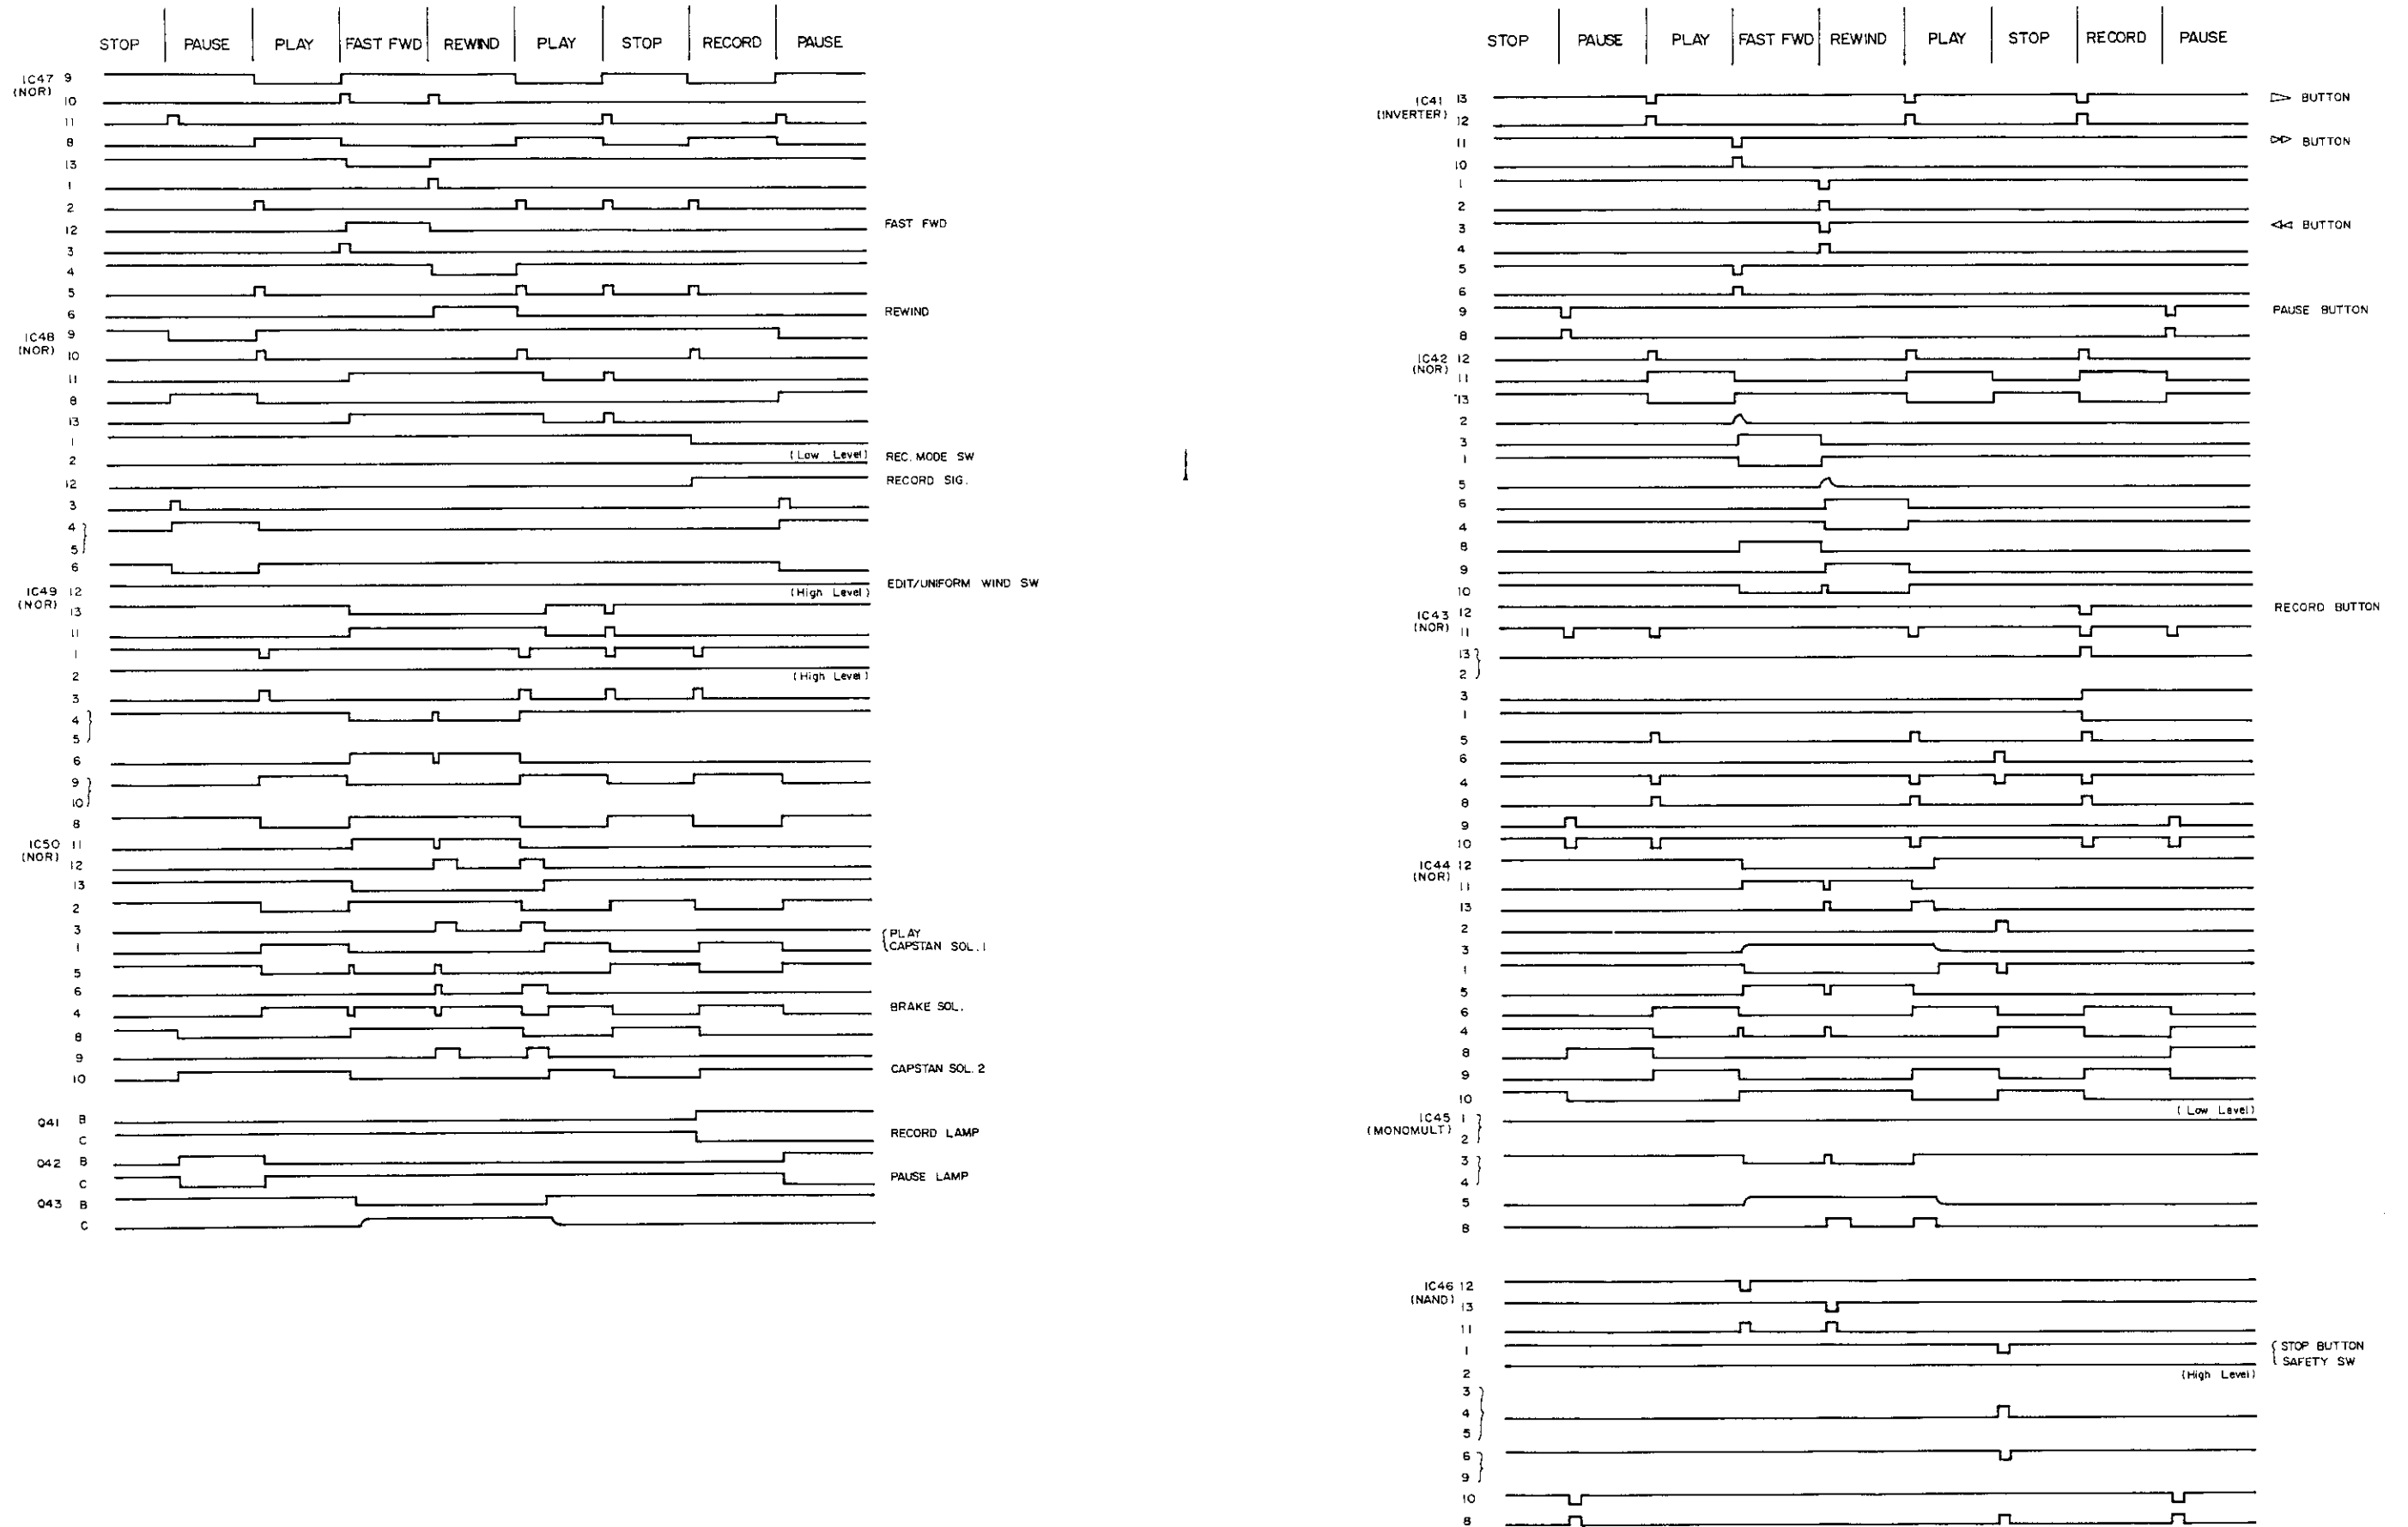 STOP PAUSE PLAY FAST FWD REWIND PLAY STOP RECORD PAUSE
IC47 9
(NOR)
10
11
8
13
1
2
12 FAST FWD
3
4
5
6 REWIND
IC48 9
(NOR)
10
11
8
13
1
2 (Low Level) REC. MODE SW
12 RECORD SIG.
3
4
5
6
IC49 12 (High Level) EDIT/UNIFORM WIND SW
(NOR) 13
11
1
2 (High Level)
3
4
5
6
9
10
8
IC50 11
(NOR)
12
13
2
3 PLAY
1 CAPSTAN SOL. 1
5
6
4 BRAKE SOL.
8
9
10 CAPSTAN SOL. 2
Q41 B
C RECORD LAMP
Q42 B
C PAUSE LAMP
Q43 B
C
STOP PAUSE PLAY FAST FWD REWIND PLAY STOP RECORD PAUSE
IC41 13 ▷ BUTTON
(INVERTER)
12
11 ▷▷ BUTTON
10
1
2
3 ◁◁ BUTTON
4
5
6
9 PAUSE BUTTON
8
IC42 12
(NOR)
11
13
2
3
1
5
6
4
8
9
10
IC43 12 RECORD BUTTON
(NOR) 11
13
2
3
1
5
6
4
8
9
10
IC44 12
(NOR)
11
13
2
3
1
5
6
4
8
9
10
IC45 1 (Low Level)
(MONOMULT)
2
3
4
5
8
IC46 12
(NAND)
13
11
1 STOP BUTTON
2 (High Level) SAFETY SW
3
4
5
6
9
10
8